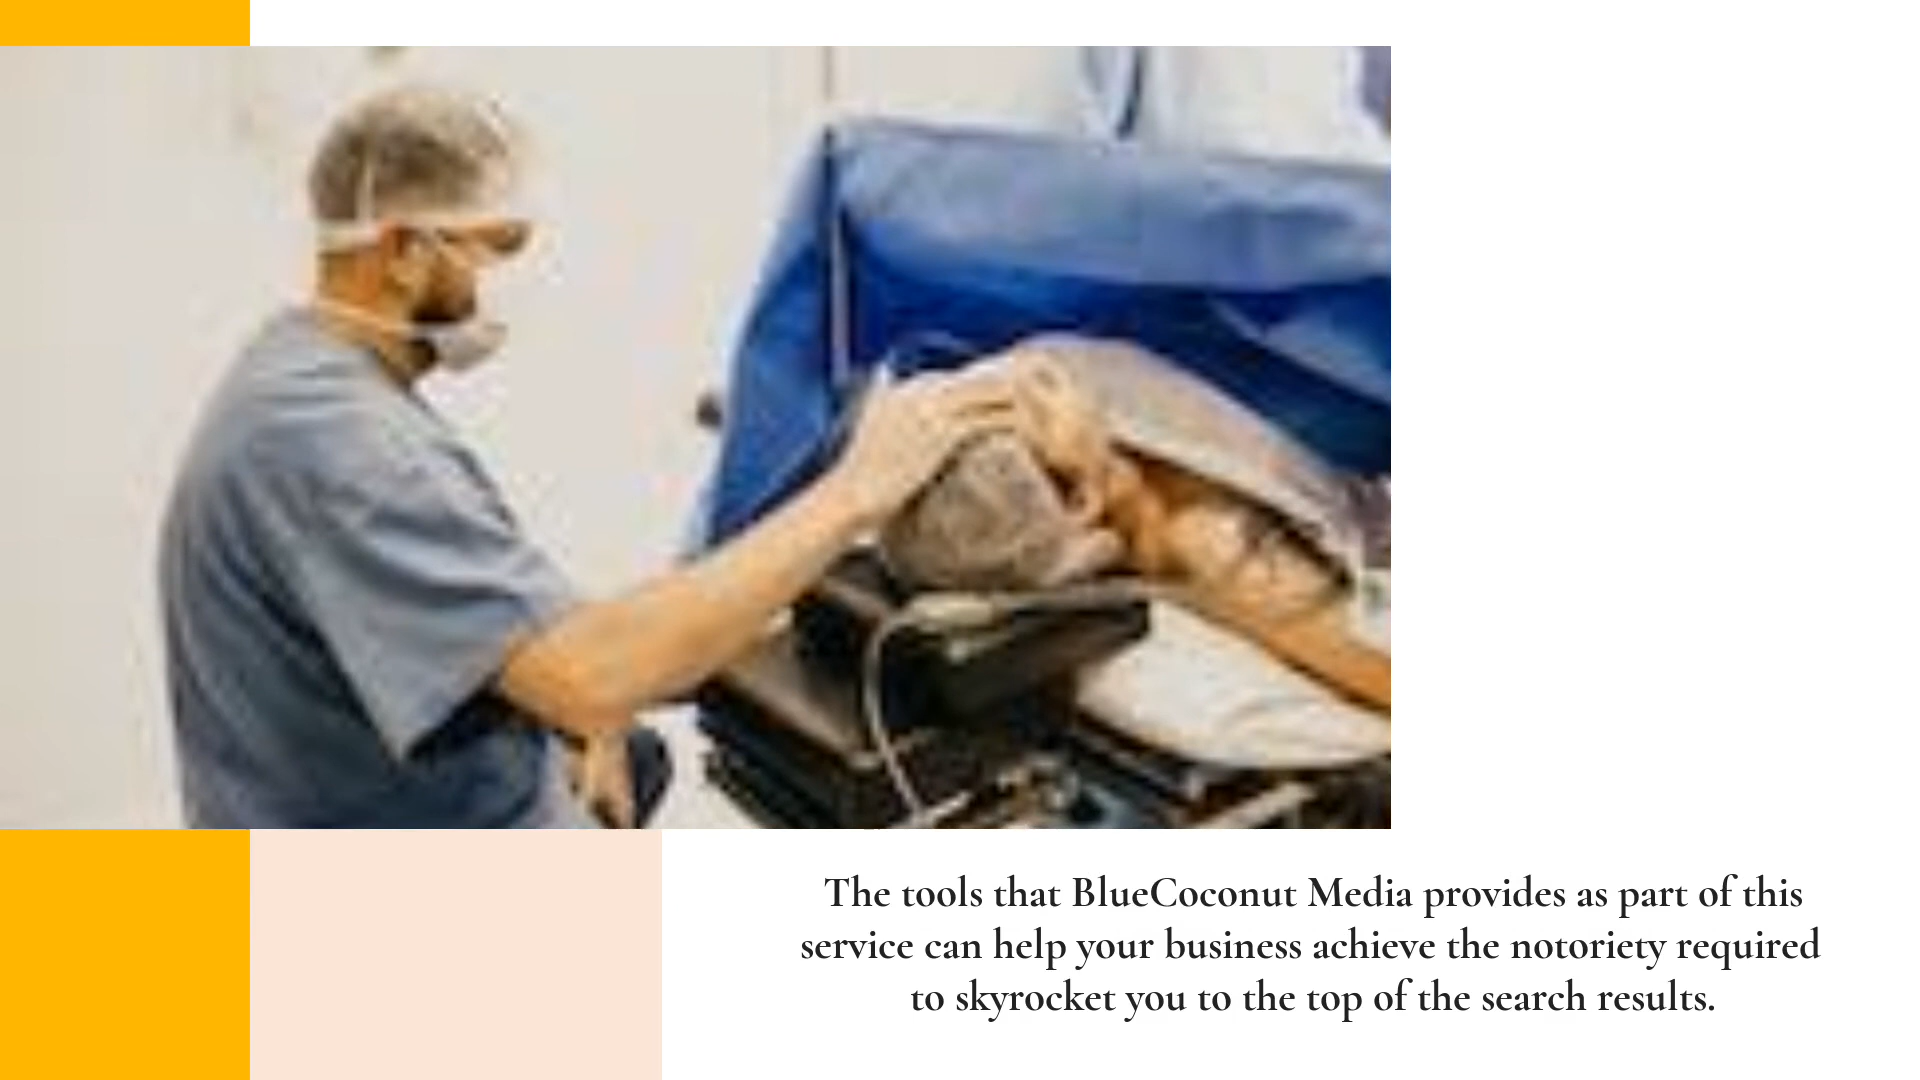 The tools that BlueCoconut Media provides as part of this
service can help your business achieve the notoriety required
to skyrocket you to the top of the search results.